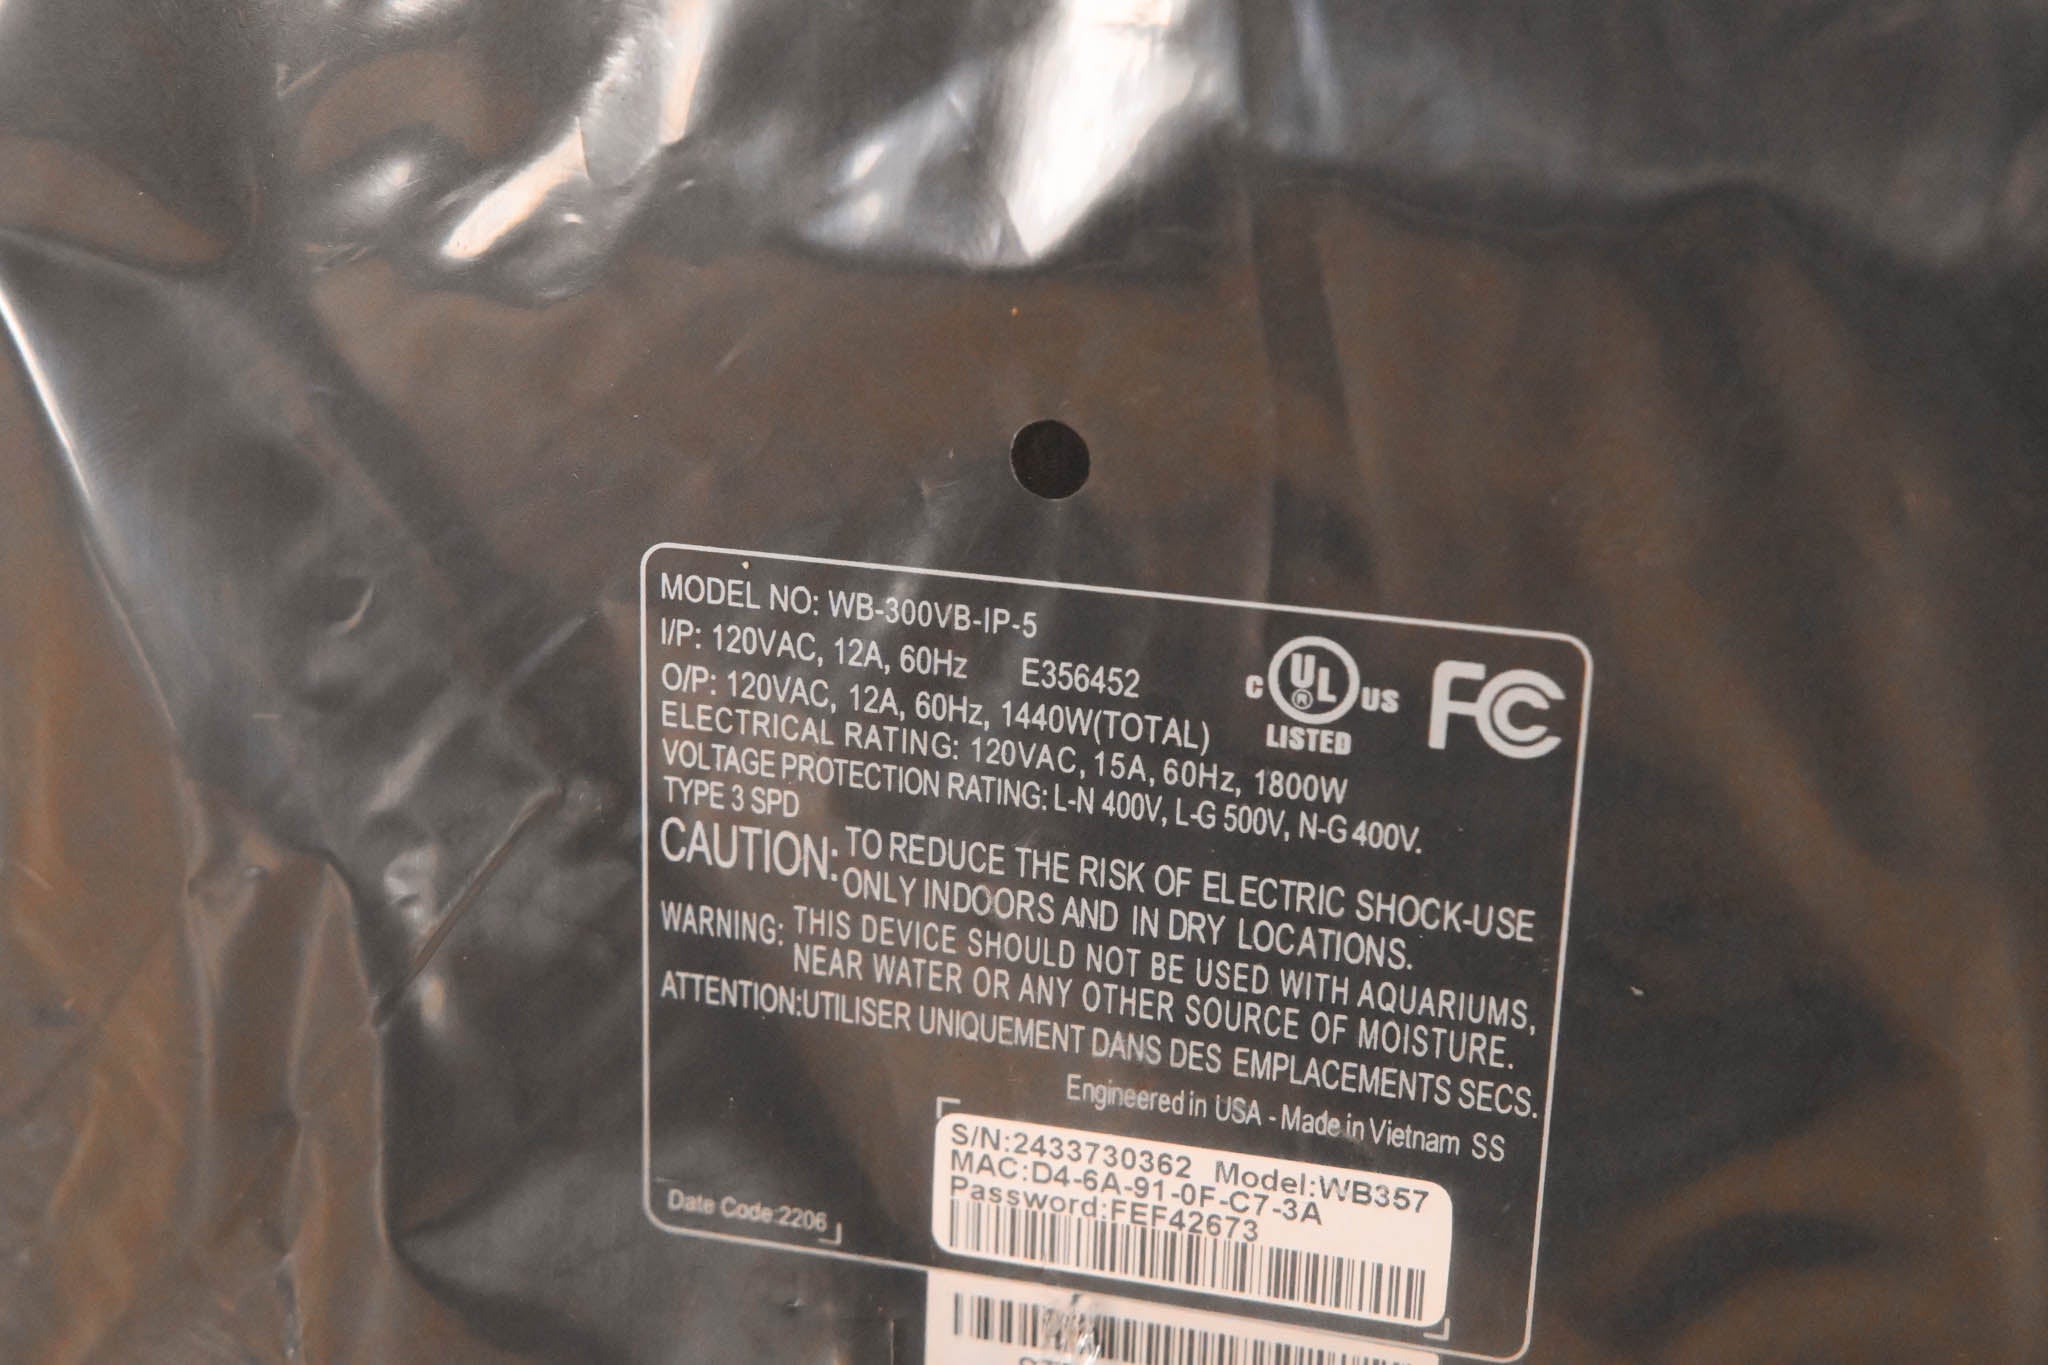 MODEL NO: WB-300VB-IP-5
I/P: 120VAC, 12A, 60Hz E356452
O/P: 120VAC, 12A, 60Hz, 1440W(TOTAL)
ELECTRICAL RATING: 120VAC, 15A, 60Hz, 1800W
VOLTAGE PROTECTION RATING: L-N 400V, L-G 500V, N-G 400V.
TYPE 3 SPD
C UL ® US
LISTED
FC
CAUTION: TO REDUCE THE RISK OF ELECTRIC SHOCK-USE
ONLY INDOORS AND IN DRY LOCATIONS.
WARNING: THIS DEVICE SHOULD NOT BE USED WITH AQUARIUMS,
NEAR WATER OR ANY OTHER SOURCE OF MOISTURE.
ATTENTION:UTILISER UNIQUEMENT DANS DES EMPLACEMENTS SECS.
Engineered in USA - Made in Vietnam SS
S/N:2433730362 Model:WB357
MAC:D4-6A-91-0F-C7-3A
Password:FEF42673
Date Code:2206